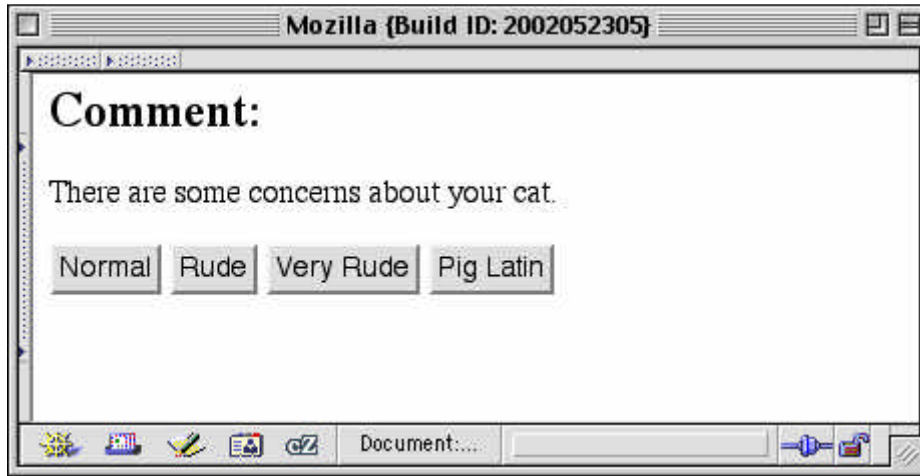 Mozilla {Build ID: 2002052305}
Comment:
There are some concerns about your cat.
Normal Rude Very Rude Pig Latin
Document:...